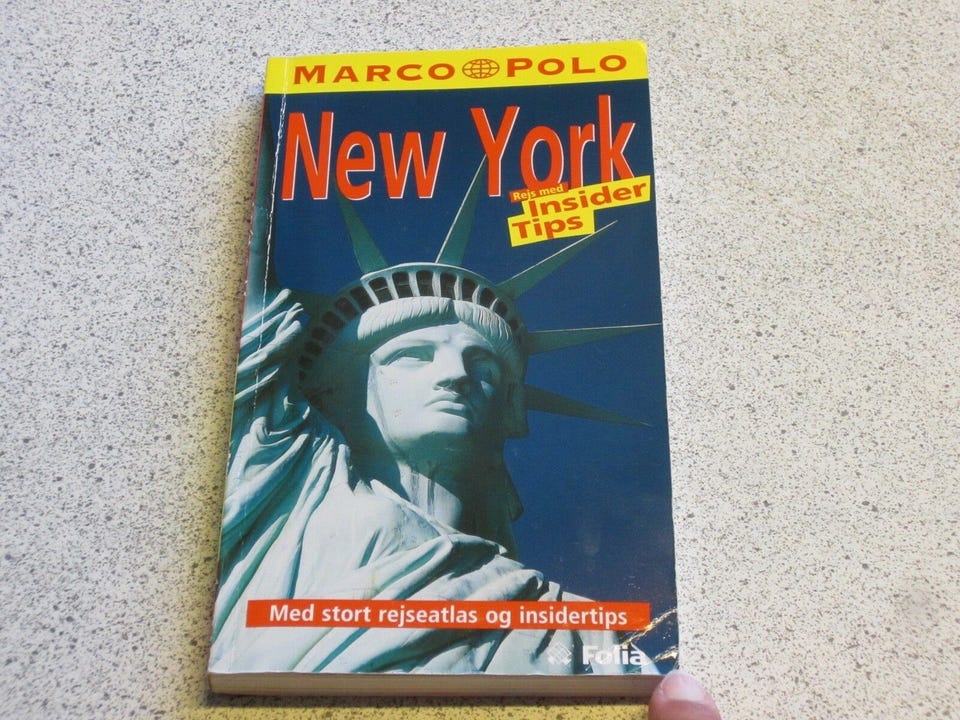 MARCO POLO
New York
Rejs med
Insider
Tips
Med stort rejseatlas og insidertips
Folia